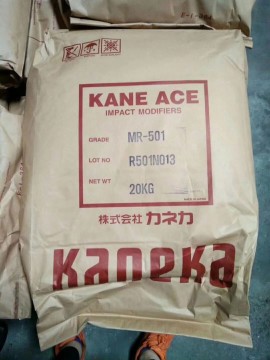 KANE ACE
IMPACT MODIFIERS
GRADE MR-501
LOT NO R501N013
NET WT 20KG
株式会社 カネカ
Kaneka